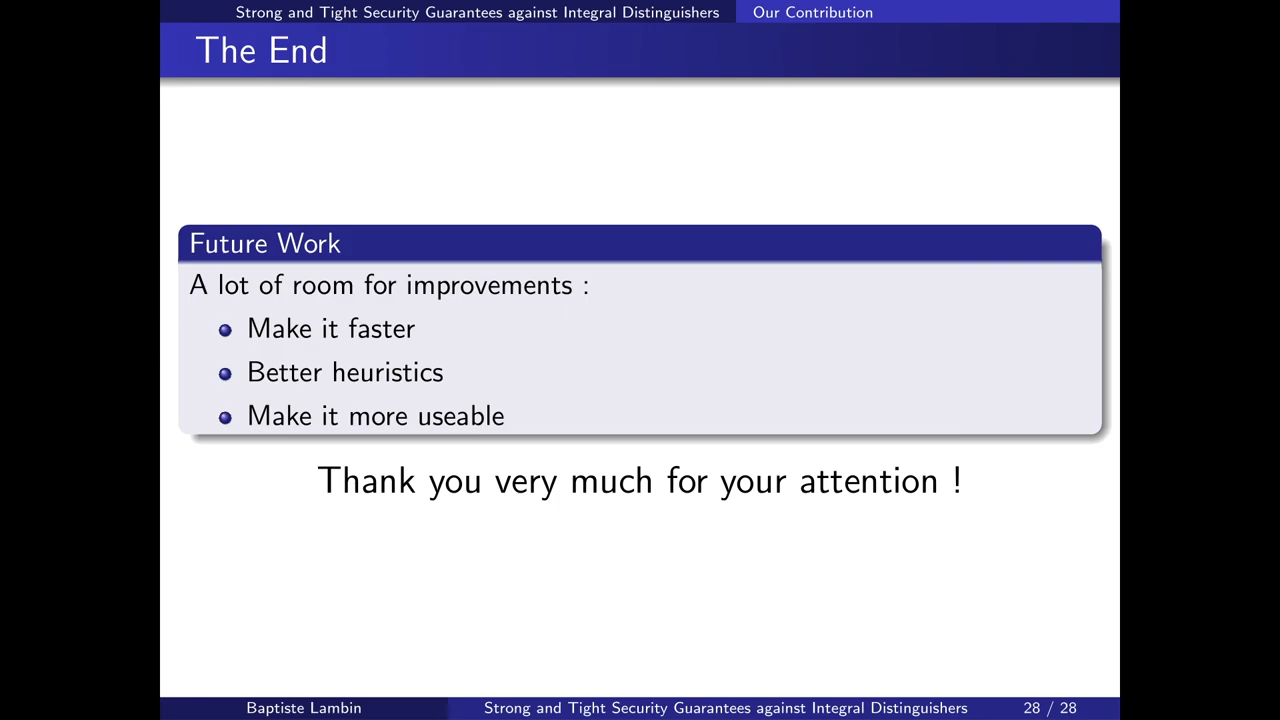 Strong and Tight Security Guarantees against Integral Distinguishers Our Contribution
The End
Future Work
A lot of room for improvements :
Make it faster
Better heuristics
Make it more useable
Thank you very much for your attention !
Baptiste Lambin Strong and Tight Security Guarantees against Integral Distinguishers 28 / 28